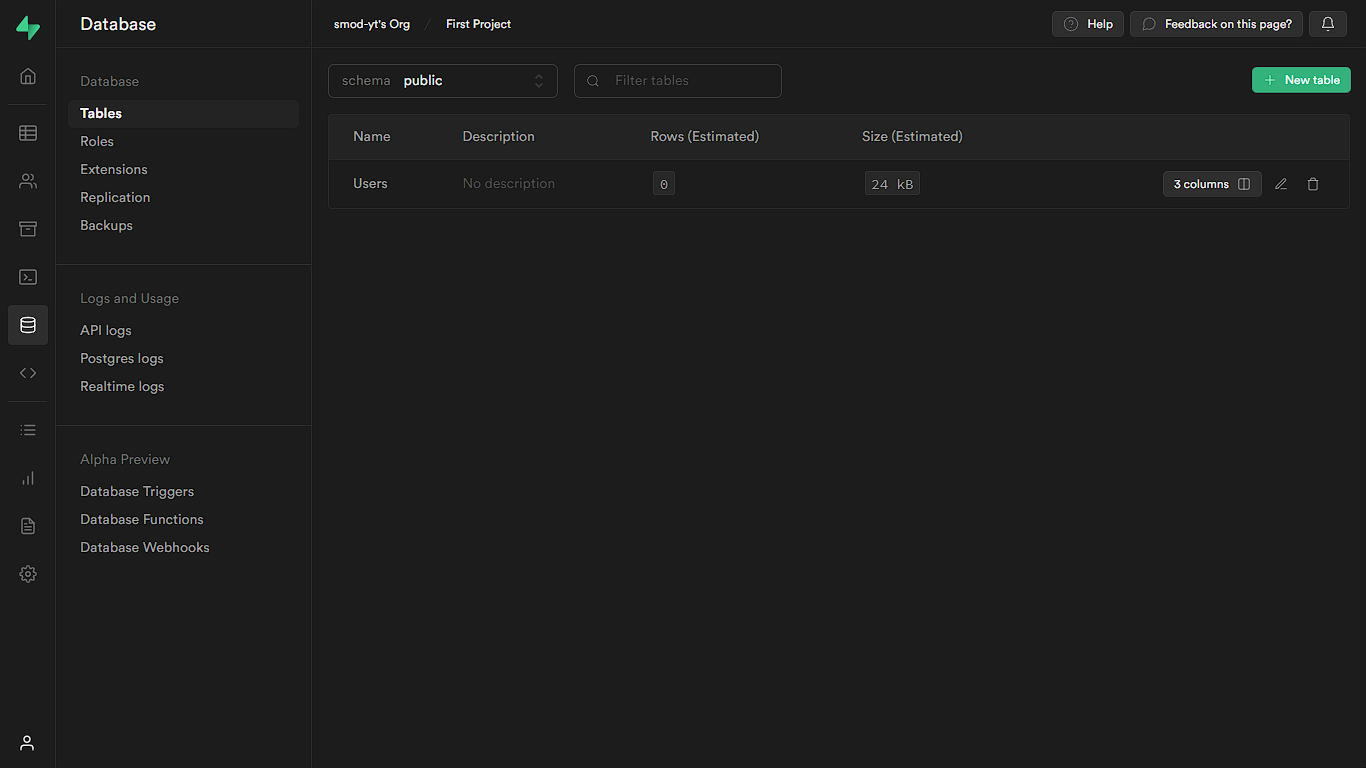 Database
smod-yt's Org / First Project
Help
Feedback on this page?
Database
Tables
Roles
Extensions
Replication
Backups
Logs and Usage
API logs
Postgres logs
Realtime logs
Alpha Preview
Database Triggers
Database Functions
Database Webhooks
schema public
Filter tables
New table
Name Description Rows (Estimated) Size (Estimated)
Users No description 0 24 kB 3 columns